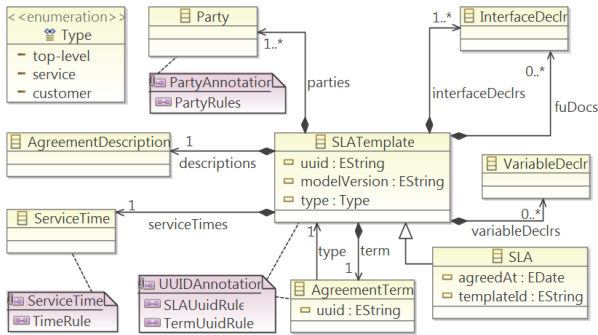 <<enumeration>>
Type
top-level
service
customer
Party
1..*
parties
PartyAnnotation
PartyRules
InterfaceDeclr
1..*
interfaceDeclrs
0..*
fuDocs
AgreementDescription
1
descriptions
SLATemplate
uuid : EString
modelVersion : EString
type : Type
VariableDeclr
0..*
variableDeclrs
ServiceTime
1
serviceTimes
ServiceTime
TimeRule
UUIDAnnotation
SLAUuidRule
TermUuidRule
1
type
term
1
AgreementTerm
uuid : EString
SLA
agreedAt : EDate
templateId : EString